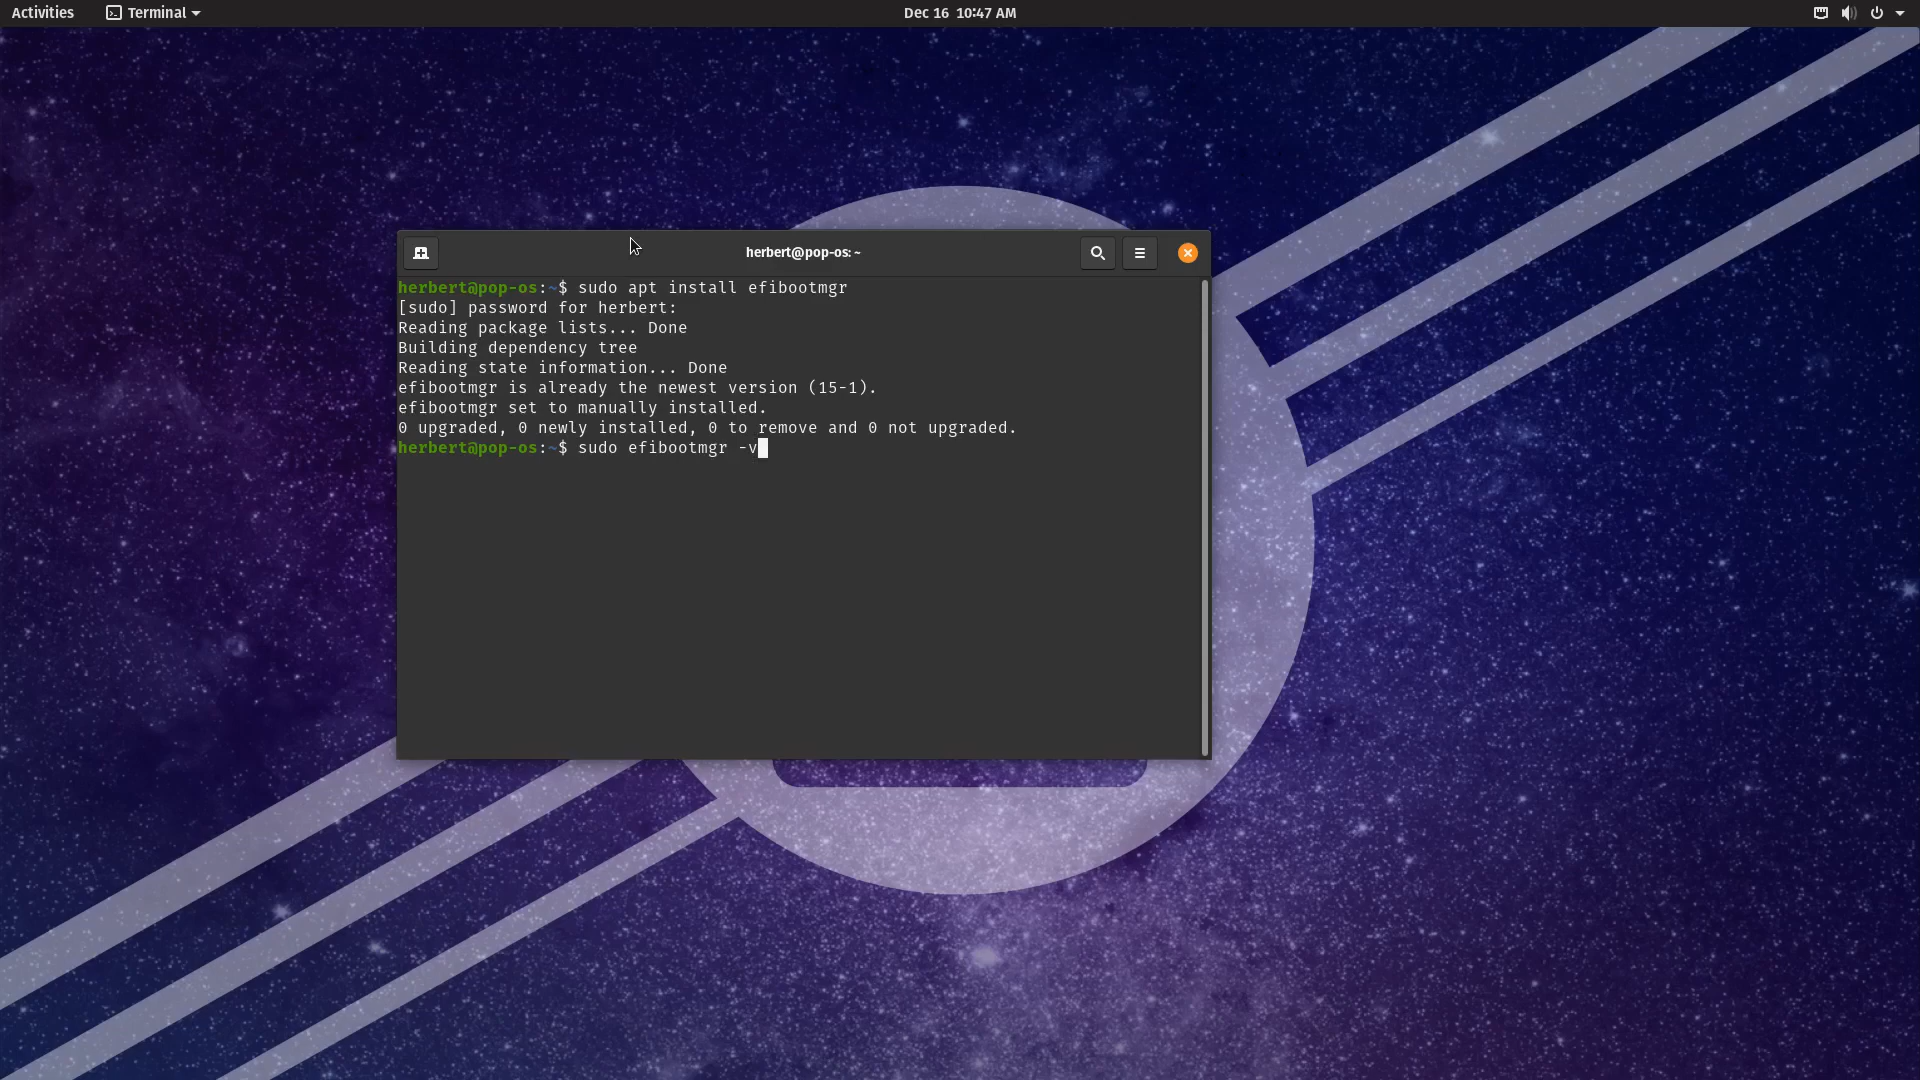 Activities Terminal Dec 16 10:47 AM
herbert@pop-os: ~
herbert@pop-os:~$ sudo apt install efibootmgr
[sudo] password for herbert:
Reading package lists... Done
Building dependency tree
Reading state information... Done
efibootmgr is already the newest version (15-1).
efibootmgr set to manually installed.
0 upgraded, 0 newly installed, 0 to remove and 0 not upgraded.
herbert@pop-os:~$ sudo efibootmgr -v